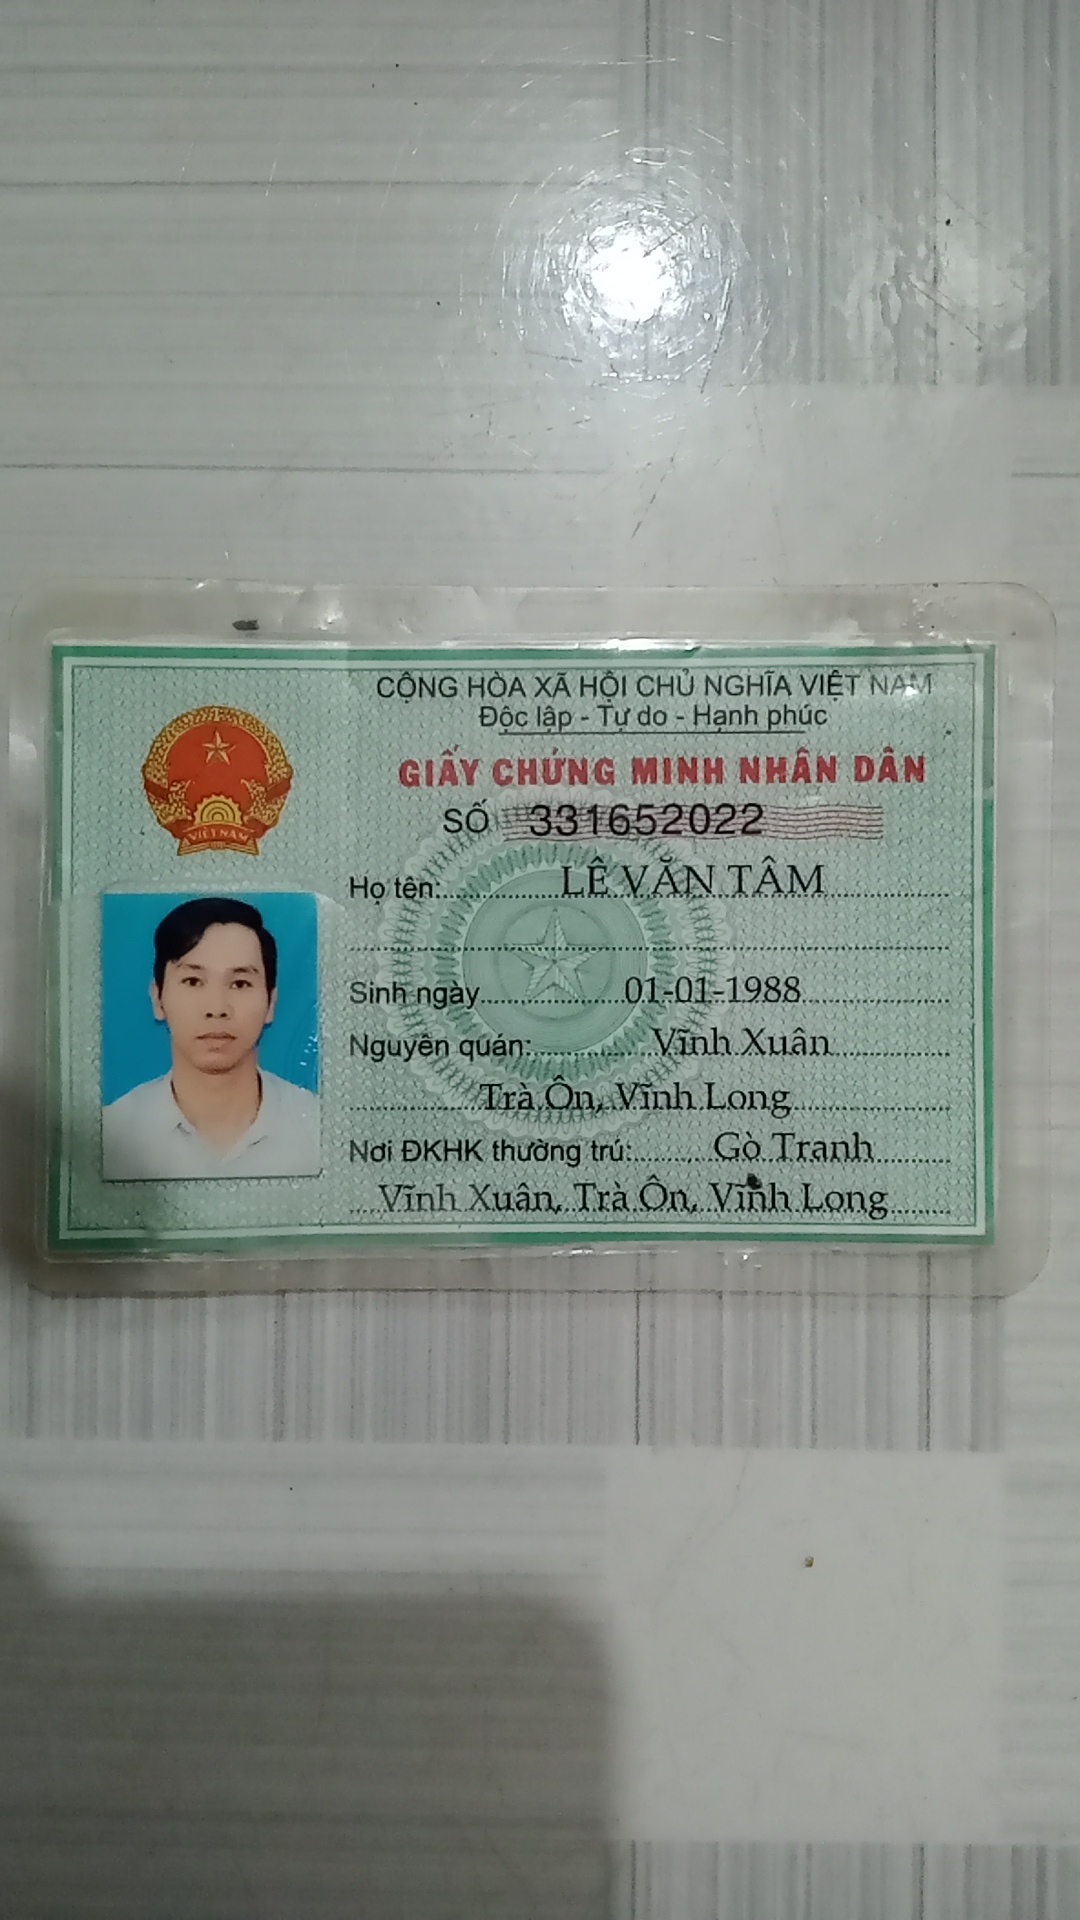 CỘNG HÒA XÃ HỘI CHỦ NGHĨA VIỆT NAM
Độc lập - Tự do - Hạnh phúc
GIẤY CHỨNG MINH NHÂN DÂN
SỐ 331652022
VIỆT NAM
Họ tên: LÊ VĂN TÂM
Sinh ngày 01-01-1988
Nguyên quán: Vĩnh Xuân
Trà Ôn, Vĩnh Long
Nơi ĐKHK thường trú: Gò Tranh
Vĩnh Xuân, Trà Ôn, Vĩnh Long